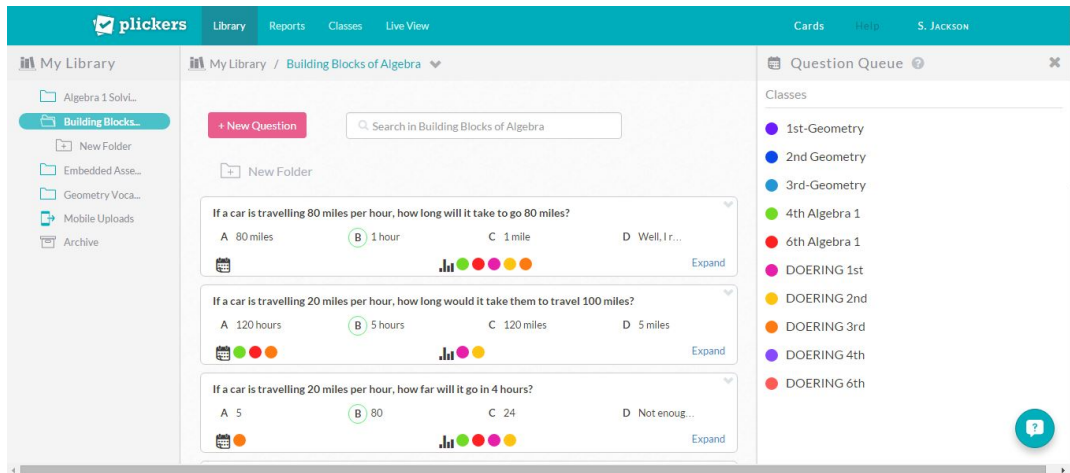 plickers Library Reports Classes Live View Cards Help S. JACKSON
My Library
Algebra 1 Solvi...
Building Blocks...
New Folder
Embedded Asse...
Geometry Voca...
Mobile Uploads
Archive
My Library / Building Blocks of Algebra
+ New Question Search in Building Blocks of Algebra
New Folder
If a car is travelling 80 miles per hour, how long will it take to go 80 miles?
A 80 miles B 1 hour C 1 mile D Well, I r...
Expand
If a car is travelling 20 miles per hour, how long would it take them to travel 100 miles?
A 120 hours B 5 hours C 120 miles D 5 miles
Expand
If a car is travelling 20 miles per hour, how far will it go in 4 hours?
A 5 B 80 C 24 D Not enoug...
Expand
Question Queue ?
Classes
1st-Geometry
2nd Geometry
3rd-Geometry
4th Algebra 1
6th Algebra 1
DOERING 1st
DOERING 2nd
DOERING 3rd
DOERING 4th
DOERING 6th
?